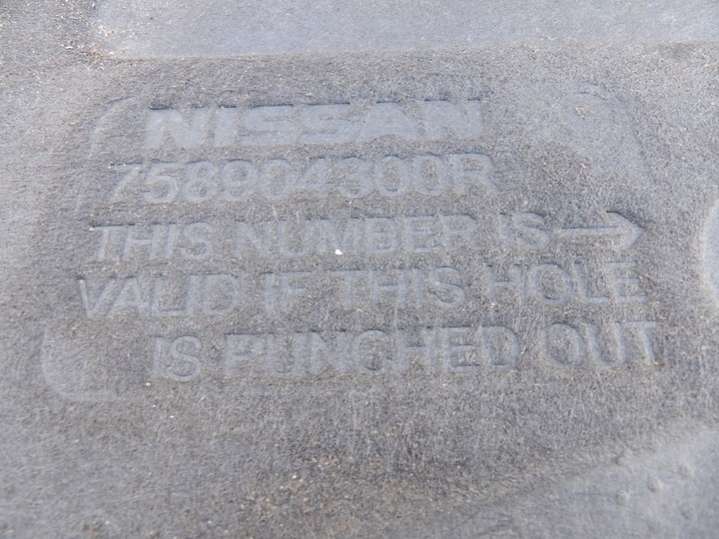 NISSAN
758904300R
THIS NUMBER IS →
VALID IF THIS HOLE
IS PUNCHED OUT